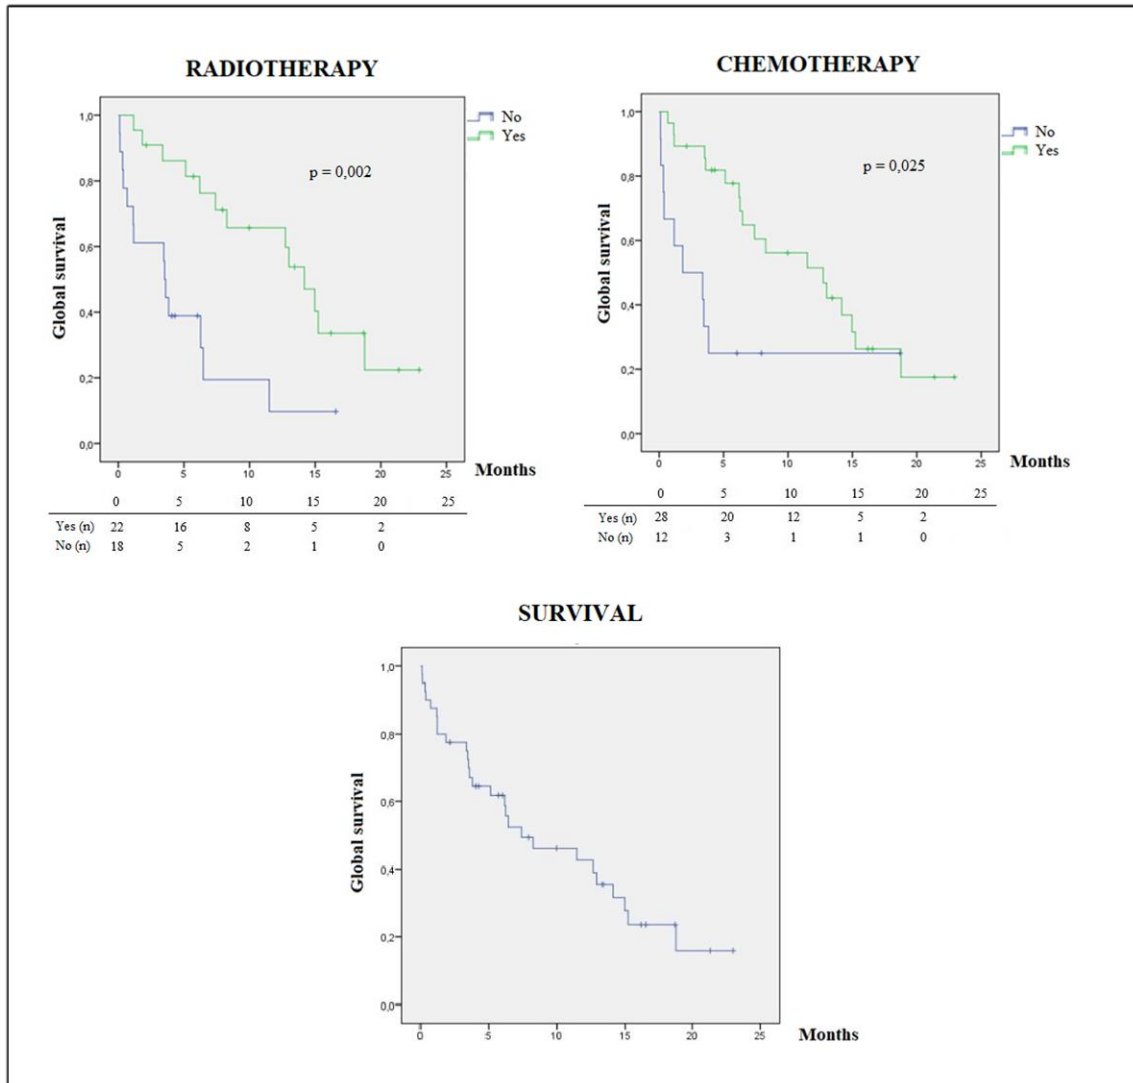 RADIOTHERAPY
Global survival
1,0
0,8
0,6
0,4
0,2
0,0
No
Yes
p = 0,002
0 5 10 15 20 25
Months
0 5 10 15 20 25
Yes (n) 22 16 8 5 2
No (n) 18 5 2 1 0
CHEMOTHERAPY
Global survival
1,0
0,8
0,6
0,4
0,2
0,0
No
Yes
p = 0,025
0 5 10 15 20 25
Months
0 5 10 15 20 25
Yes (n) 28 20 12 5 2
No (n) 12 3 1 1 0
SURVIVAL
Global survival
1,0
0,8
0,6
0,4
0,2
0,0
0 5 10 15 20 25
Months